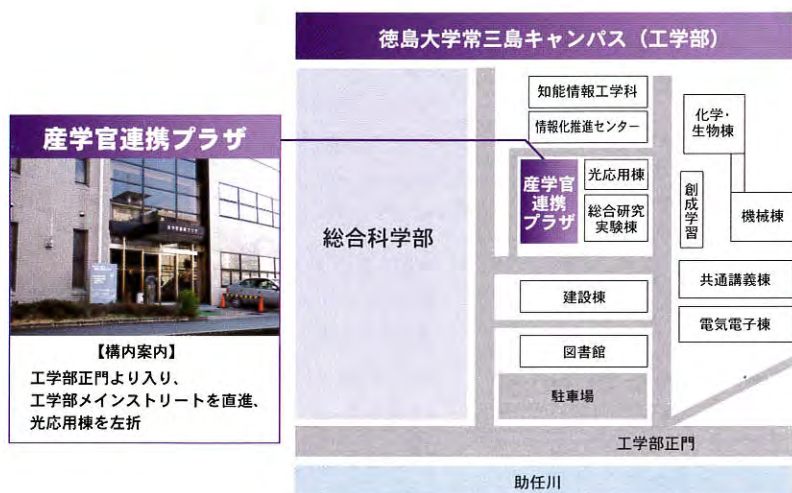 徳島大学常三島キャンパス（工学部）
産学官連携プラザ
【構内案内】
工学部正門より入り、
工学部メインストリートを直進、
光応用棟を左折
総合科学部
知能情報工学科
情報化推進センター
産学官
連携
プラザ
光応用棟
総合研究
実験棟
化学・
生物棟
創成学習
機械棟
建設棟
共通講義棟
電気電子棟
図書館
駐車場
工学部正門
助任川